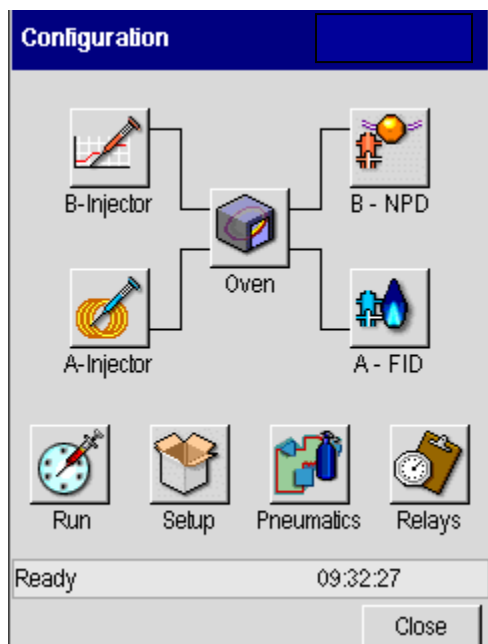 Configuration
B-Injector
B - NPD
Oven
A-Injector
A - FID
Run
Setup
Pneumatics
Relays
Ready
09:32:27
Close